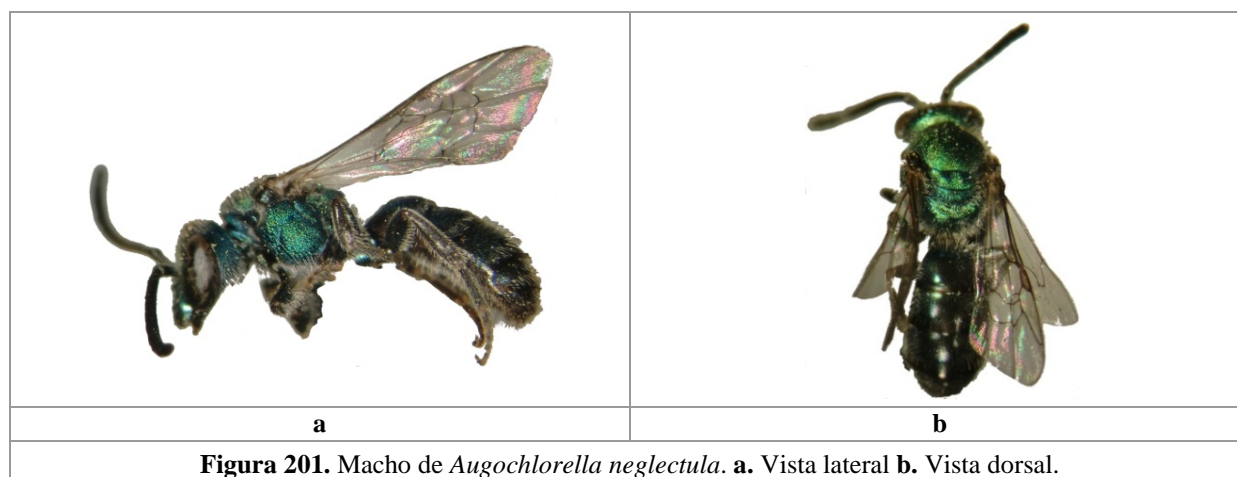 a
b
Figura 201. Macho de Augochlorella neglectula. a. Vista lateral b. Vista dorsal.